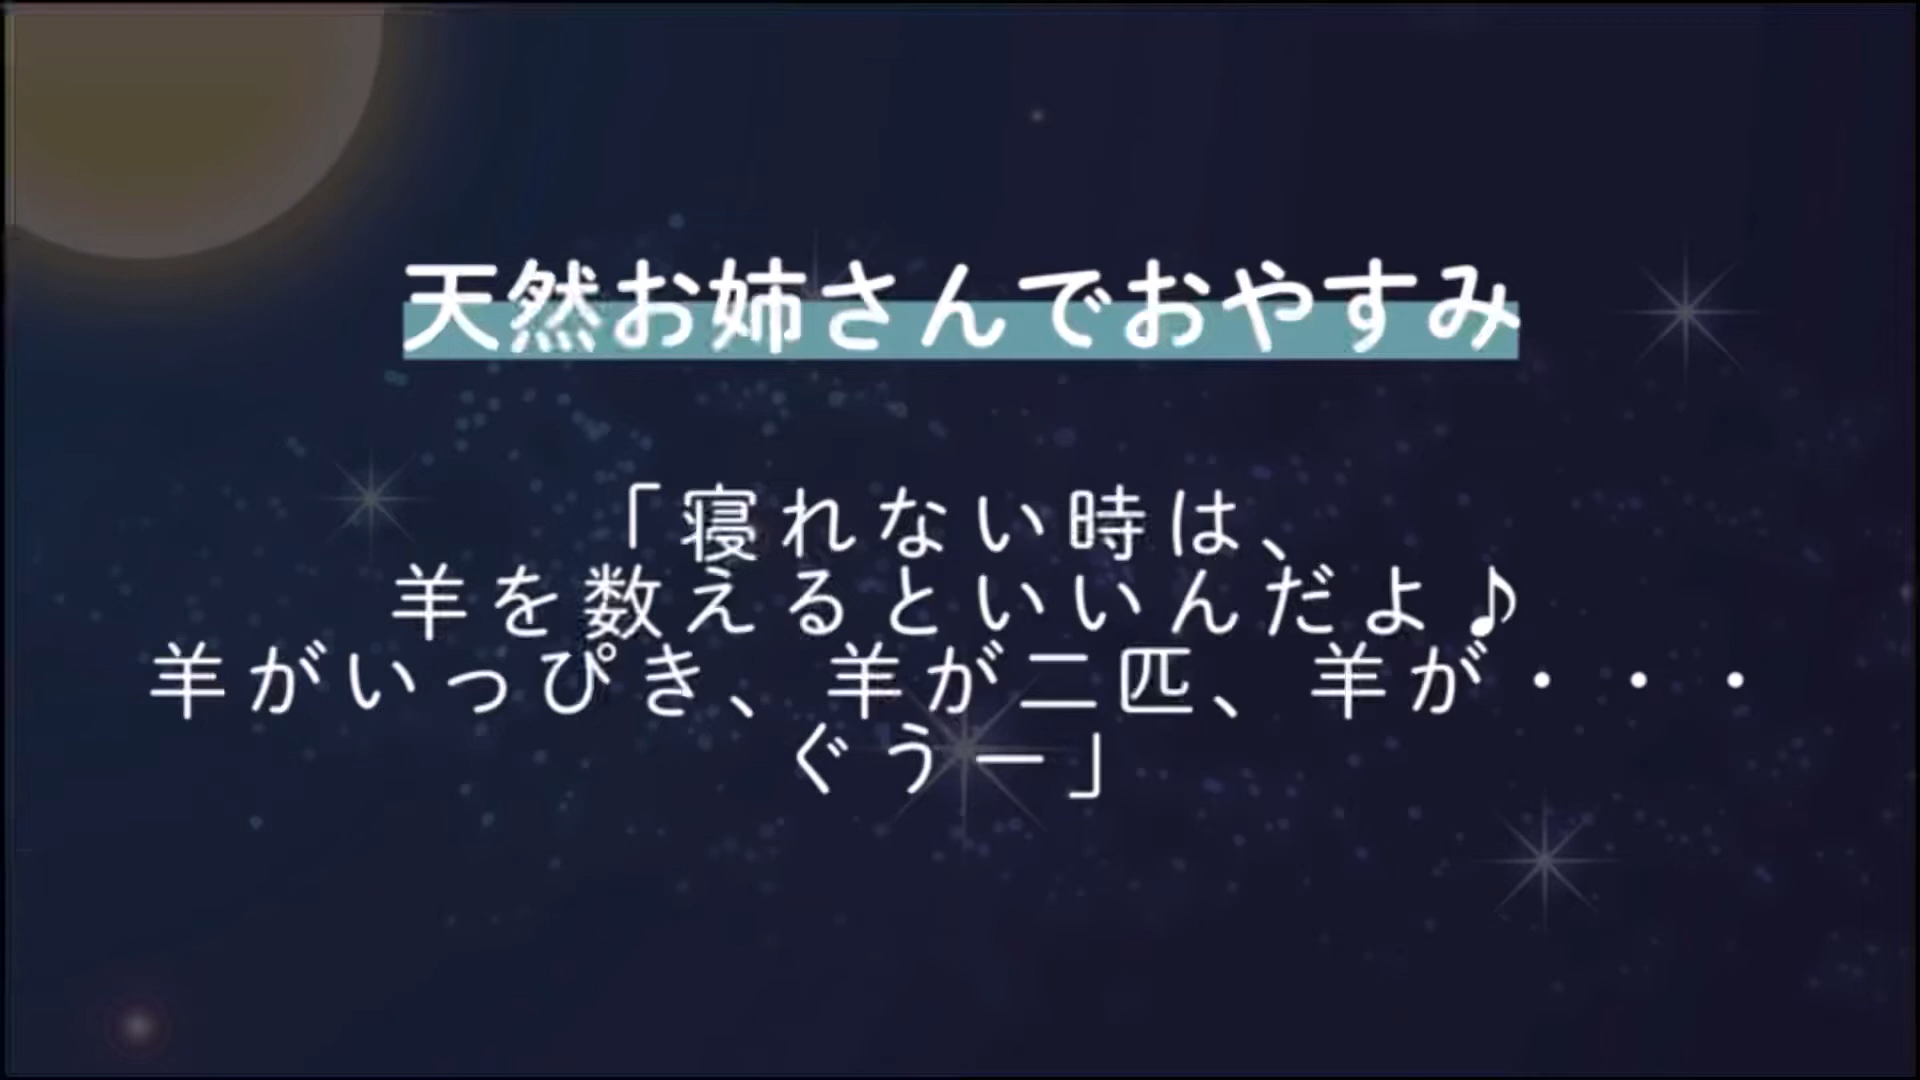 天然お姉さんでおやすみ
「寝れない時は、
羊を数えるといいんだよ♪
羊がいっぴき、羊が二匹、羊が・・・
ぐうー」